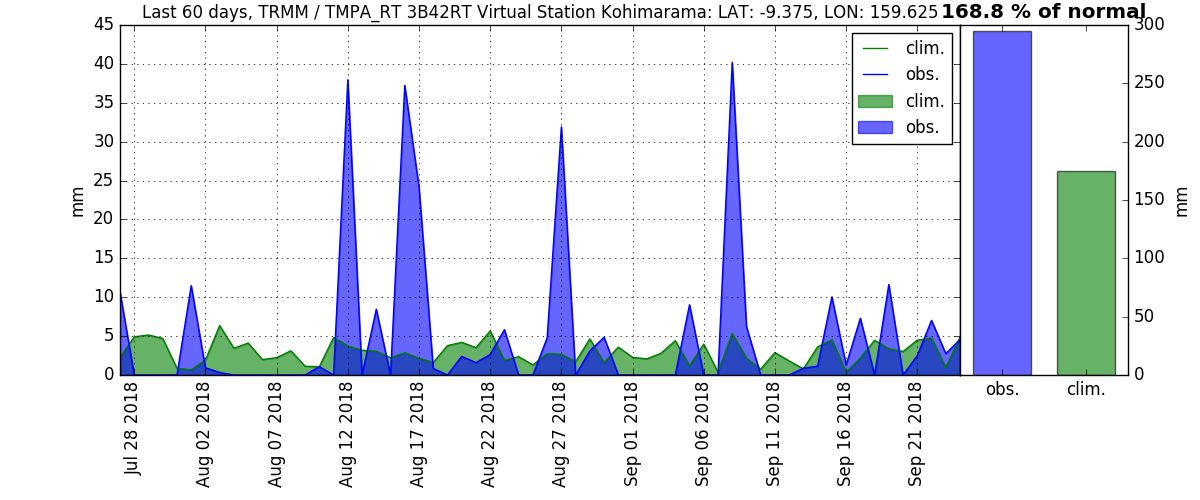 Last 60 days, TRMM / TMPA_RT 3B42RT Virtual Station Kohimarama: LAT: -9.375, LON: 159.625 168.8 % of normal
45
40
35
30
25
20
15
10
5
0
mm
clim.
obs.
clim.
obs.
Jul 28 2018
Aug 02 2018
Aug 07 2018
Aug 12 2018
Aug 17 2018
Aug 22 2018
Aug 27 2018
Sep 01 2018
Sep 06 2018
Sep 11 2018
Sep 16 2018
Sep 21 2018
300
250
200
150
100
50
0
mm
obs. clim.